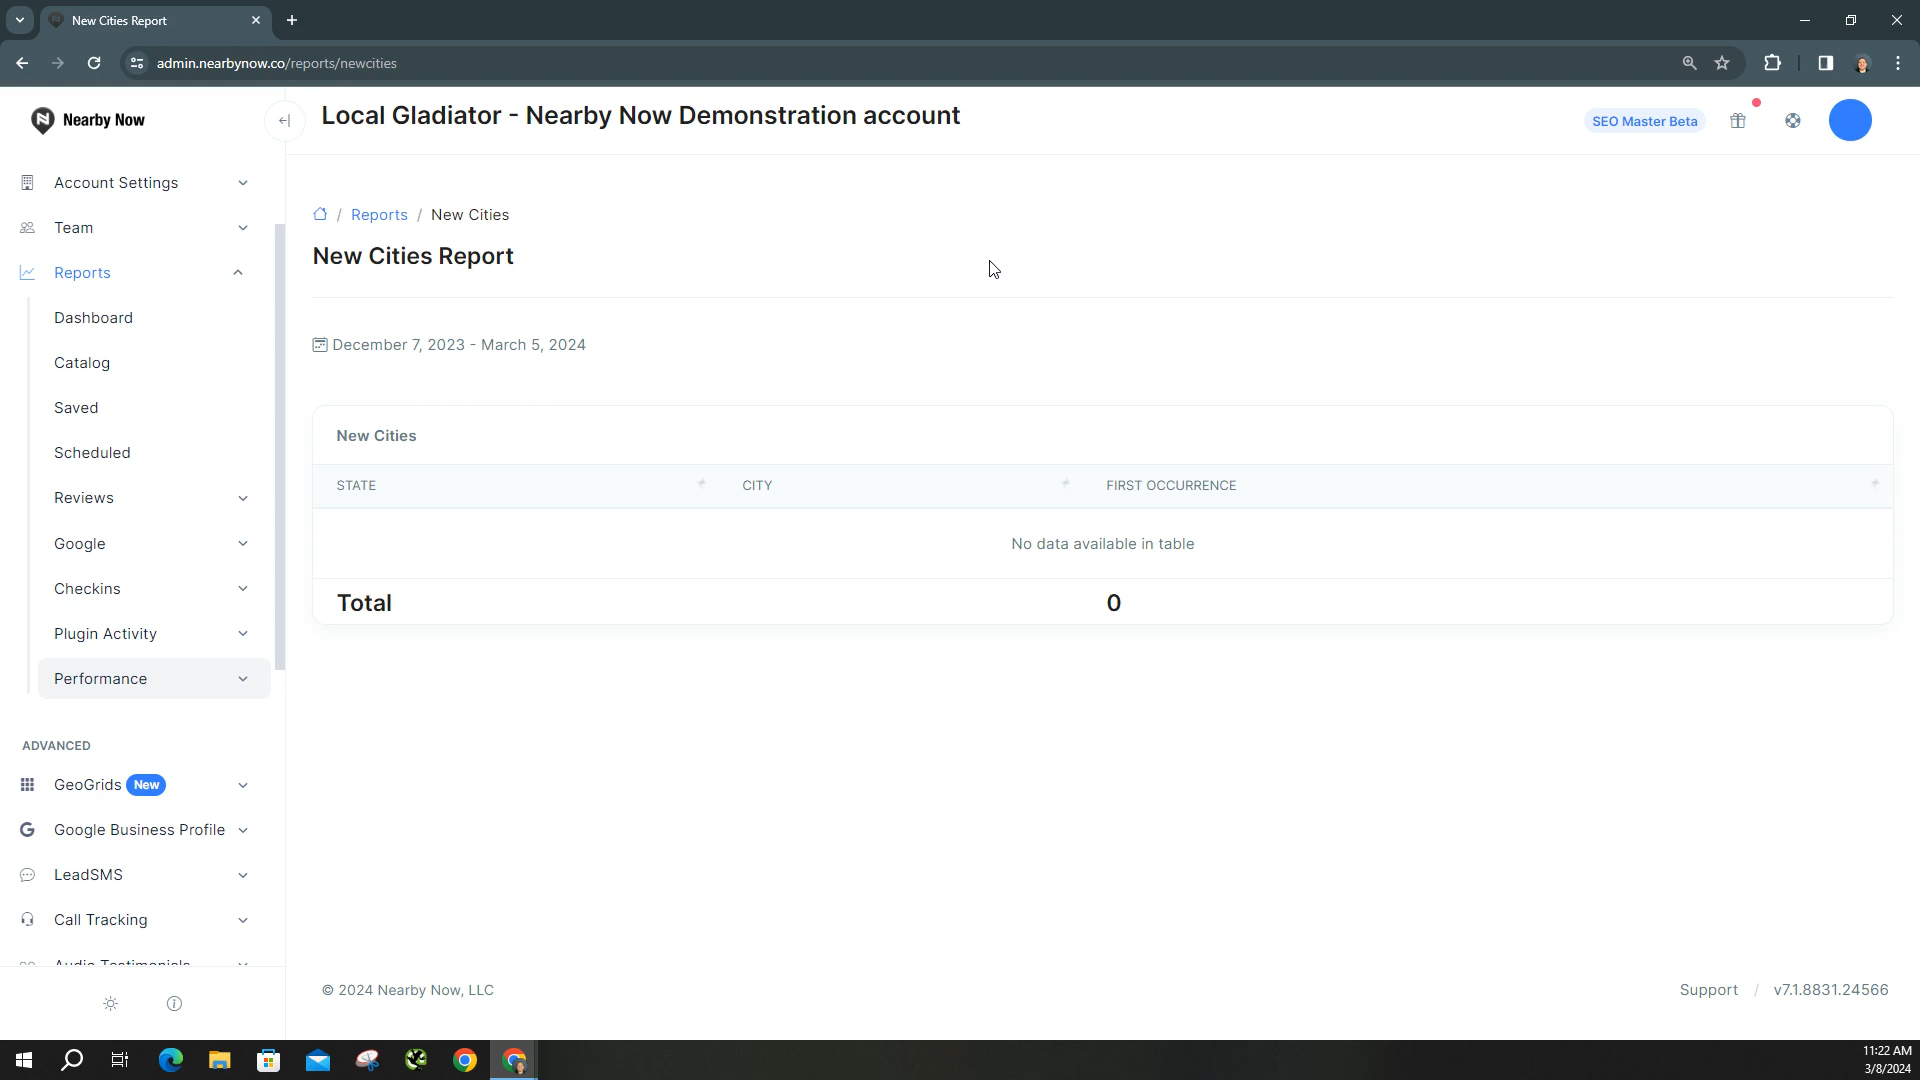 New Cities Report
admin.nearbynow.co/reports/newcities
Nearby Now
Local Gladiator - Nearby Now Demonstration account
SEO Master Beta
Account Settings
Team
Reports
Dashboard
Catalog
Saved
Scheduled
Reviews
Google
Checkins
Plugin Activity
Performance
ADVANCED
GeoGrids New
Google Business Profile
LeadSMS
Call Tracking
Audio Testimonials
/ Reports / New Cities
New Cities Report
December 7, 2023 - March 5, 2024
New Cities
STATE CITY FIRST OCCURRENCE
No data available in table
Total 0
© 2024 Nearby Now, LLC
Support / v7.1.8831.24566
11:22 AM
3/8/2024